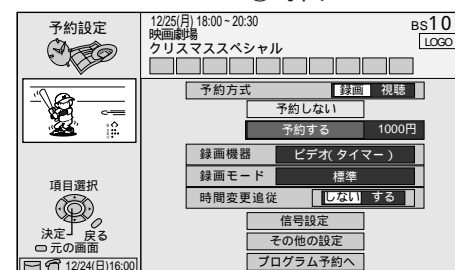 予約設定
12/25(月) 18:00~20:30
映画劇場
クリスマススペシャル
BS10
LOGO
予約方式 録画 視聴
予約しない
予約する 1000円
録画機器 ビデオ(タイマー)
録画モード 標準
時間変更追従 しない する
信号設定
その他の設定
プログラム予約へ
項目選択
決定 戻る
元の画面
12/24(日)16:00